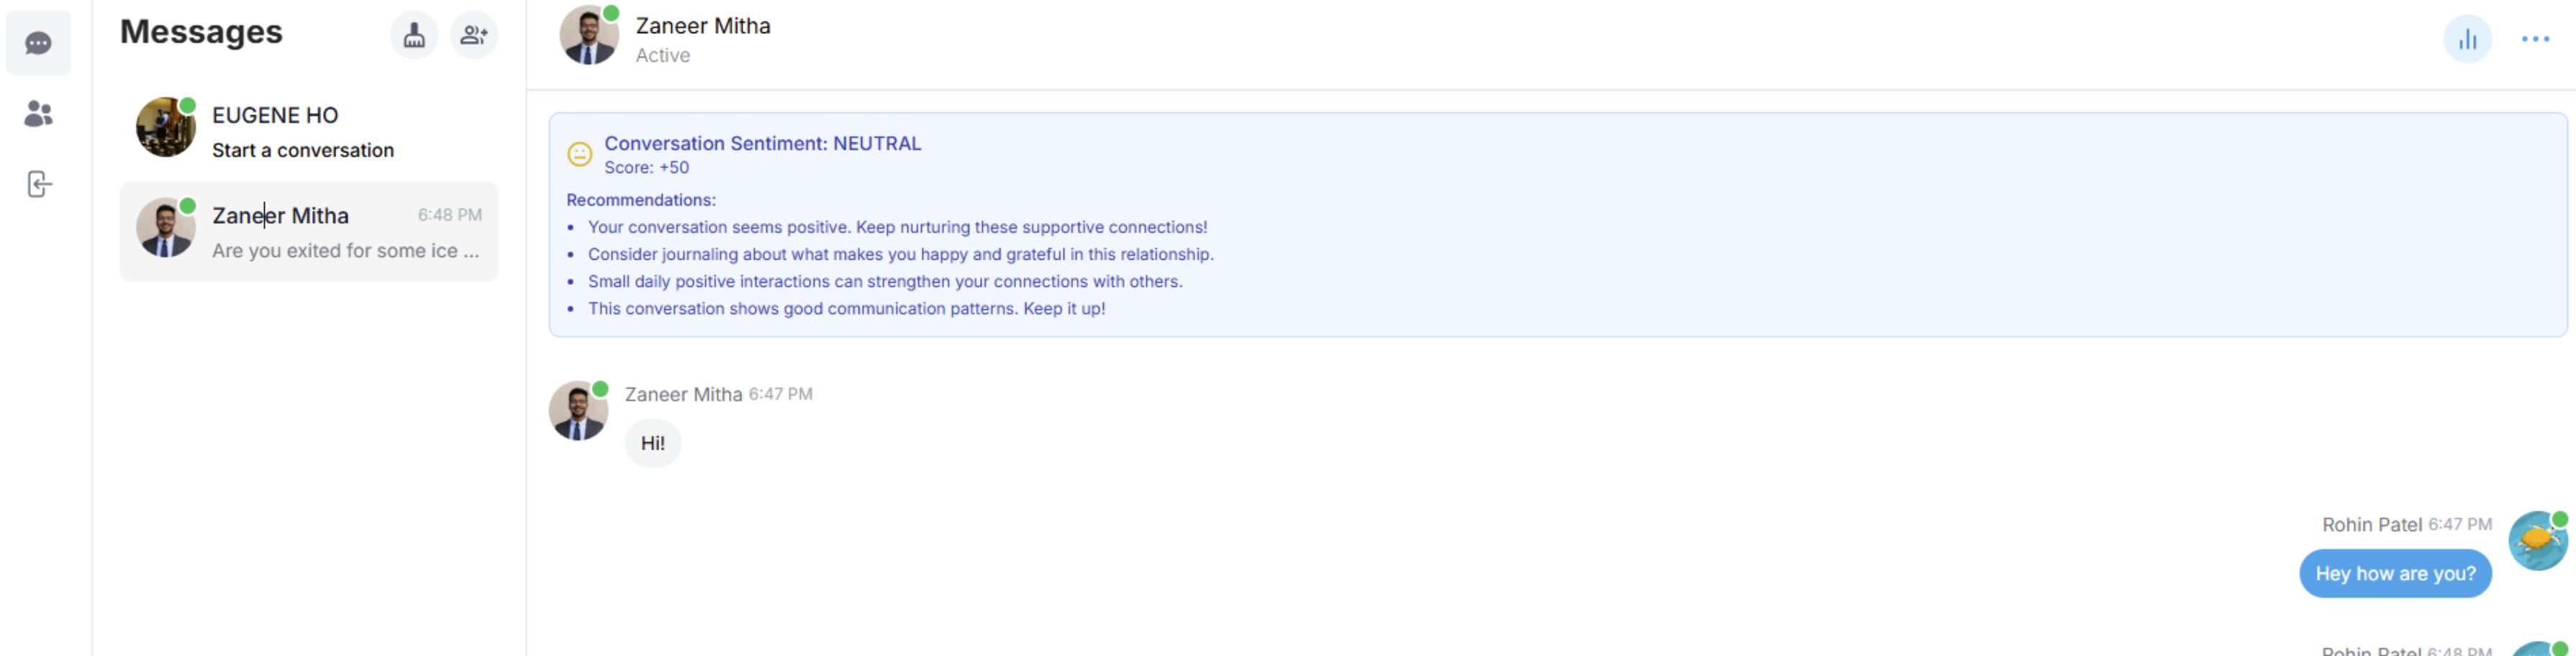 Messages
EUGENE HO
Start a conversation
Zaneer Mitha
6:48 PM
Are you exited for some ice ...
Zaneer Mitha
Active
Conversation Sentiment: NEUTRAL
Score: +50
Recommendations:
• Your conversation seems positive. Keep nurturing these supportive connections!
• Consider journaling about what makes you happy and grateful in this relationship.
• Small daily positive interactions can strengthen your connections with others.
• This conversation shows good communication patterns. Keep it up!
Zaneer Mitha 6:47 PM
Hi!
Rohin Patel 6:47 PM
Hey how are you?
Rohin Patel 6:48 PM